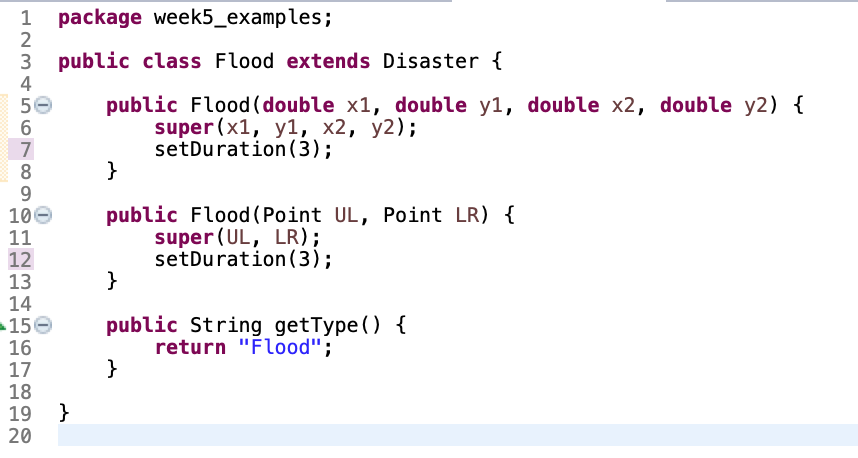 1 package week5_examples;
2
3 public class Flood extends Disaster {
4
5 public Flood(double x1, double y1, double x2, double y2) {
6 super(x1, y1, x2, y2);
7 setDuration(3);
8 }
9
10 public Flood(Point UL, Point LR) {
11 super(UL, LR);
12 setDuration(3);
13 }
14
15 public String getType() {
16 return "Flood";
17 }
18
19 }
20